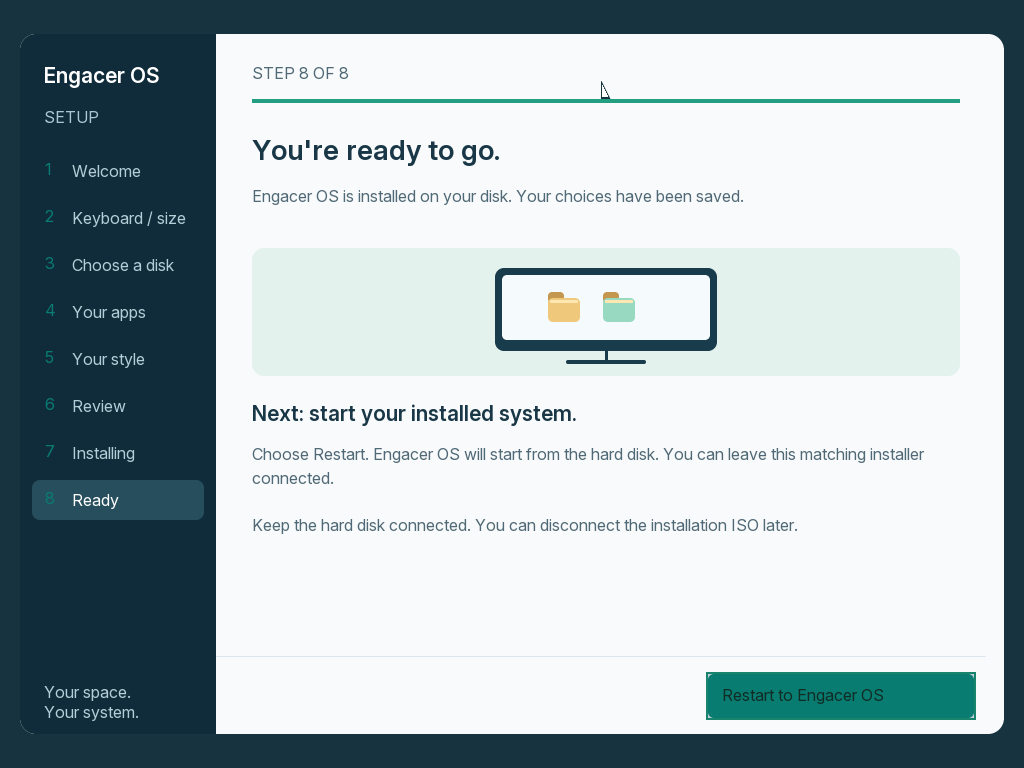 Engacer OS
SETUP
1 Welcome
2 Keyboard / size
3 Choose a disk
4 Your apps
5 Your style
6 Review
7 Installing
8 Ready
Your space.
Your system.
STEP 8 OF 8
You're ready to go.
Engacer OS is installed on your disk. Your choices have been saved.
Next: start your installed system.
Choose Restart. Engacer OS will start from the hard disk. You can leave this matching installer
connected.
Keep the hard disk connected. You can disconnect the installation ISO later.
Restart to Engacer OS